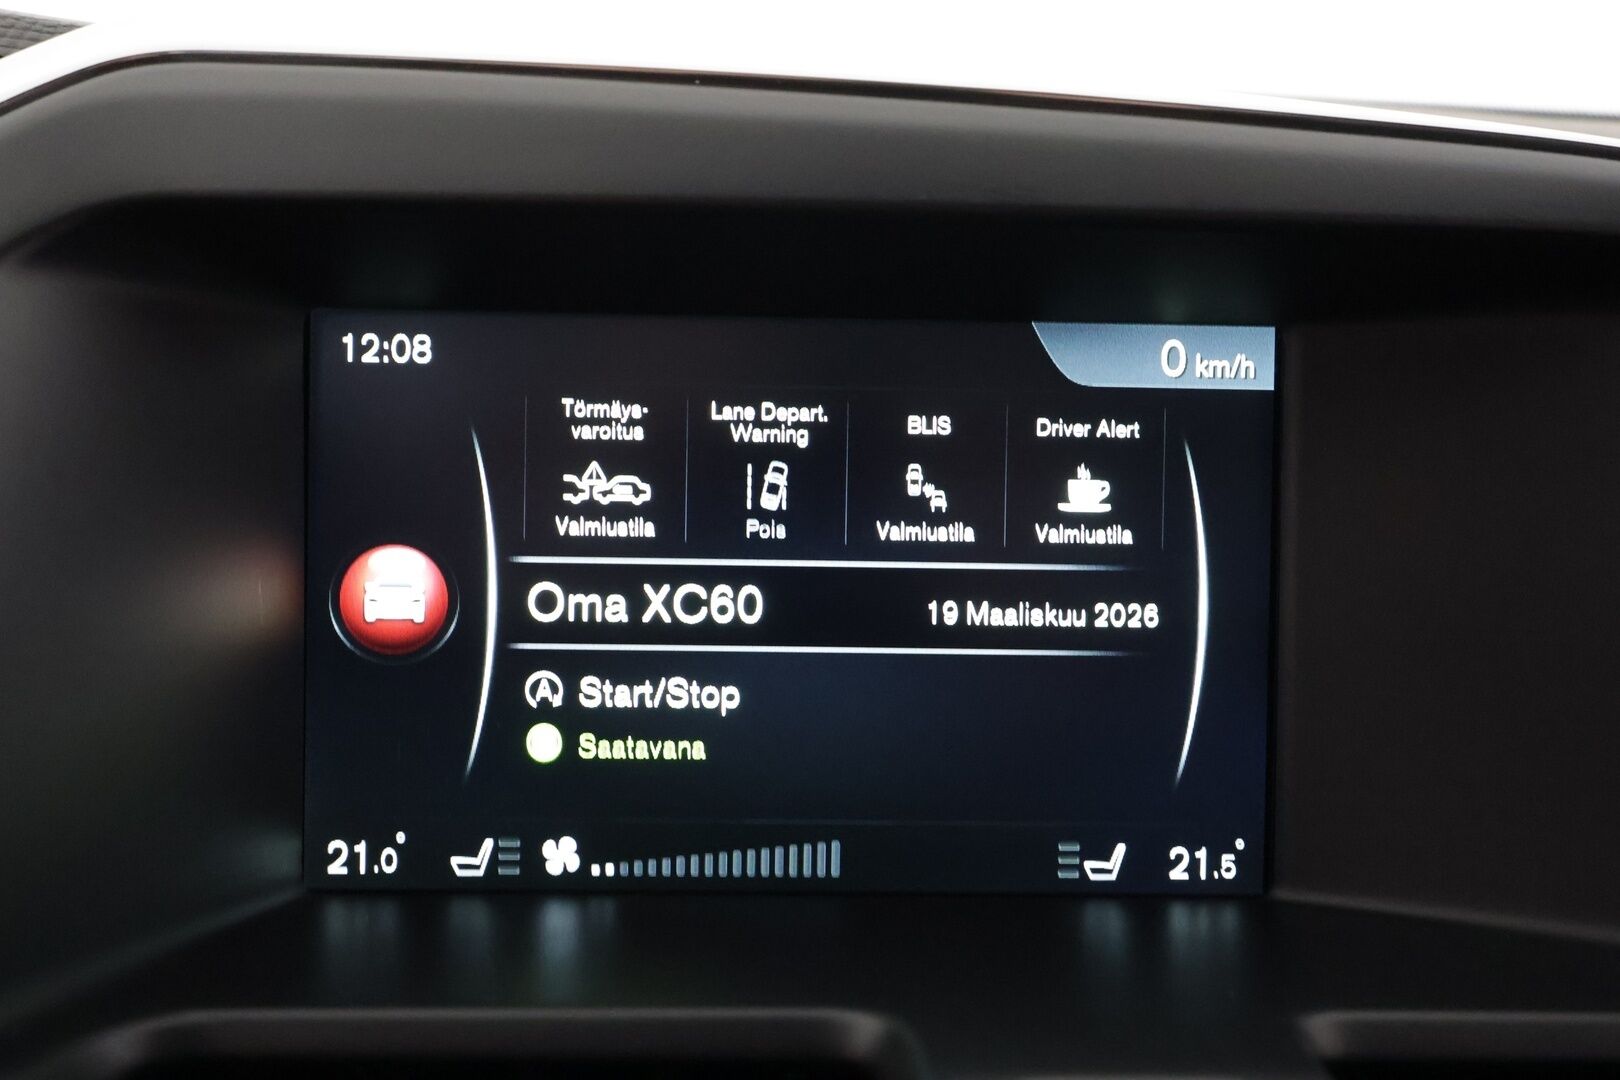 12:08
0 km/h
Törmäys-
varoitus
Valmiustila
Lane Depart.
Warning
Pois
BLIS
Valmiustila
Driver Alert
Valmiustila
Oma XC60
19 Maaliskuu 2026
A Start/Stop
Saatavana
21.0°
21.5°